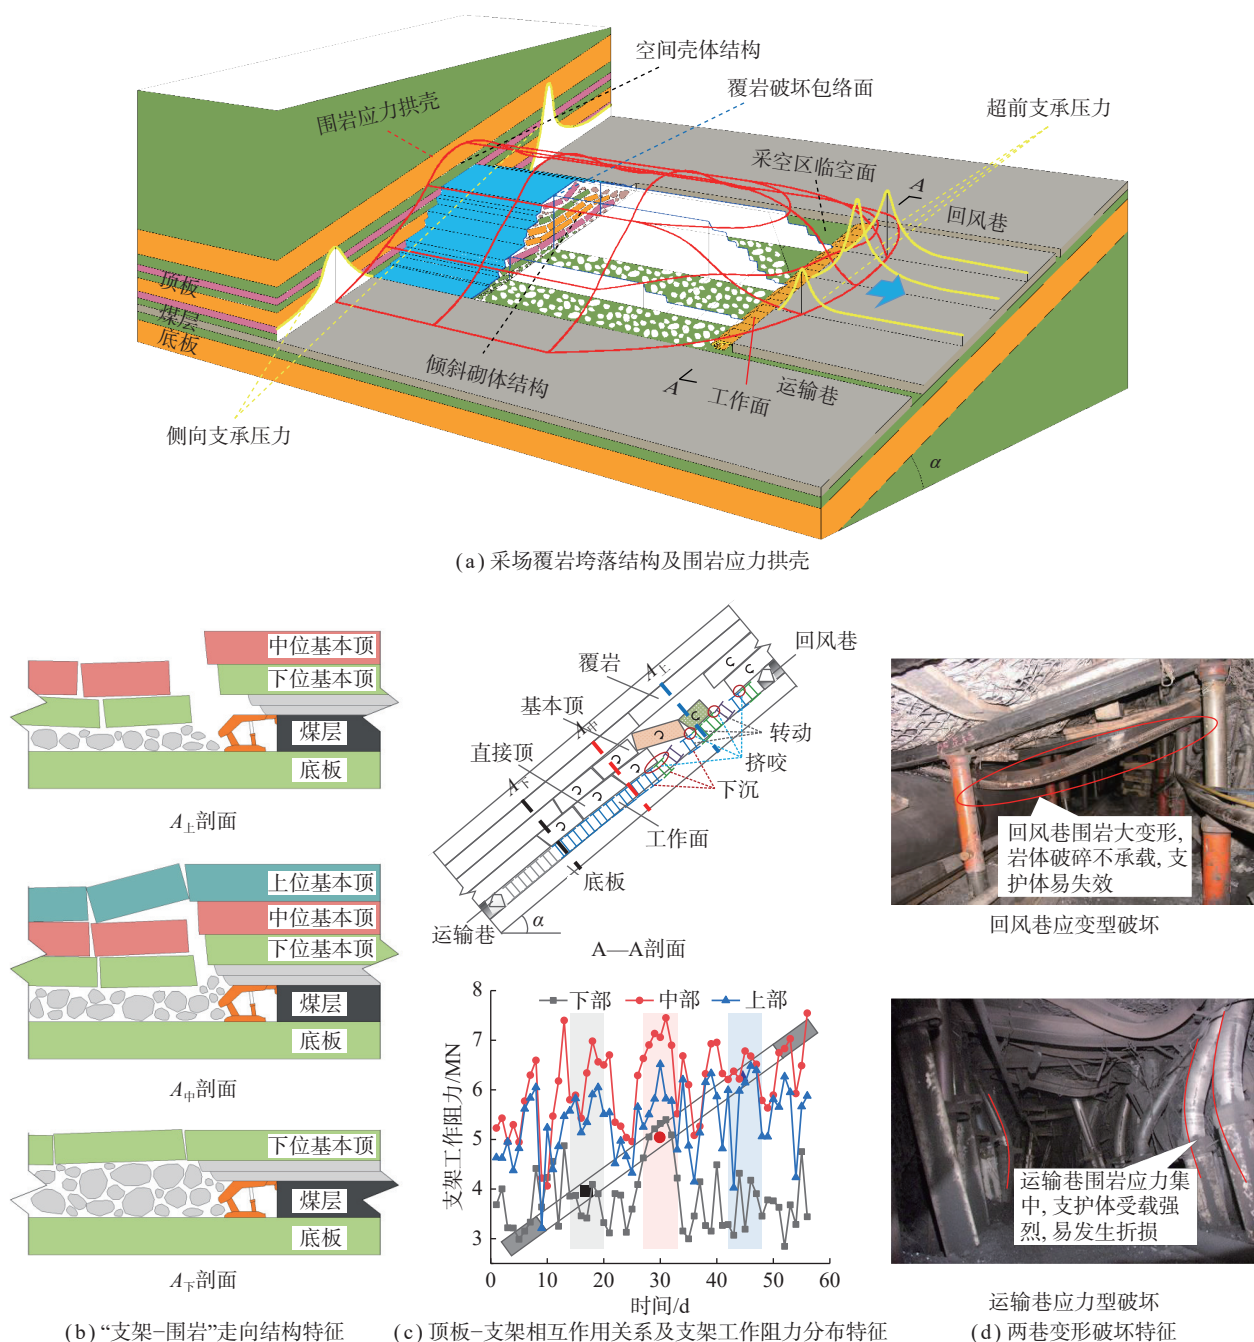 空间壳体结构
覆岩破坏包络面
超前支承压力
围岩应力拱壳
采空区临空面
A
回风巷
顶板
煤层
底板
倾斜砌体结构
A
工作面
运输巷
侧向支承压力
α
(a) 采场覆岩垮落结构及围岩应力拱壳
中位基本顶
下位基本顶
煤层
底板
A上剖面
上位基本顶
中位基本顶
下位基本顶
煤层
底板
A中剖面
下位基本顶
煤层
底板
A下剖面
(b) “支架−围岩”走向结构特征
回风巷
覆岩
A上
基本顶
A中
转动
直接顶
挤咬
A下
下沉
工作面
底板
运输巷
α
A—A剖面
支架工作阻力/MN
下部
中部
上部
8
7
6
5
4
3
0
10
20
30
40
50
60
时间/d
(c) 顶板−支架相互作用关系及支架工作阻力分布特征
回风巷围岩大变形,
岩体破碎不承载, 支
护体易失效
回风巷应变型破坏
运输巷围岩应力集
中, 支护体受载强
烈, 易发生折损
运输巷应力型破坏
(d) 两巷变形破坏特征